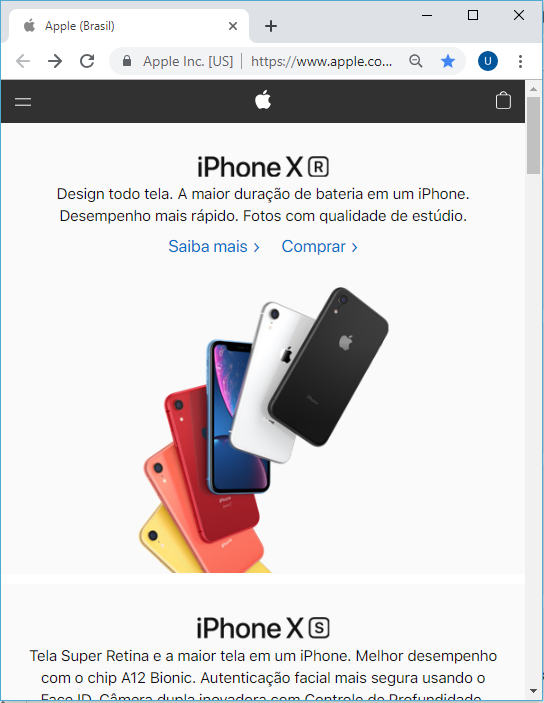 Apple (Brasil)
Apple Inc. [US] | https://www.apple.co...
U
iPhone XR
Design todo tela. A maior duração de bateria em um iPhone.
Desempenho mais rápido. Fotos com qualidade de estúdio.
Saiba mais > Comprar >
iPhone
iPhone
iPhone
iPhone XS
Tela Super Retina e a maior tela em um iPhone. Melhor desempenho
com o chip A12 Bionic. Autenticação facial mais segura usando o
Face ID. Câmera dupla inovadora com Controle de Profundidade.